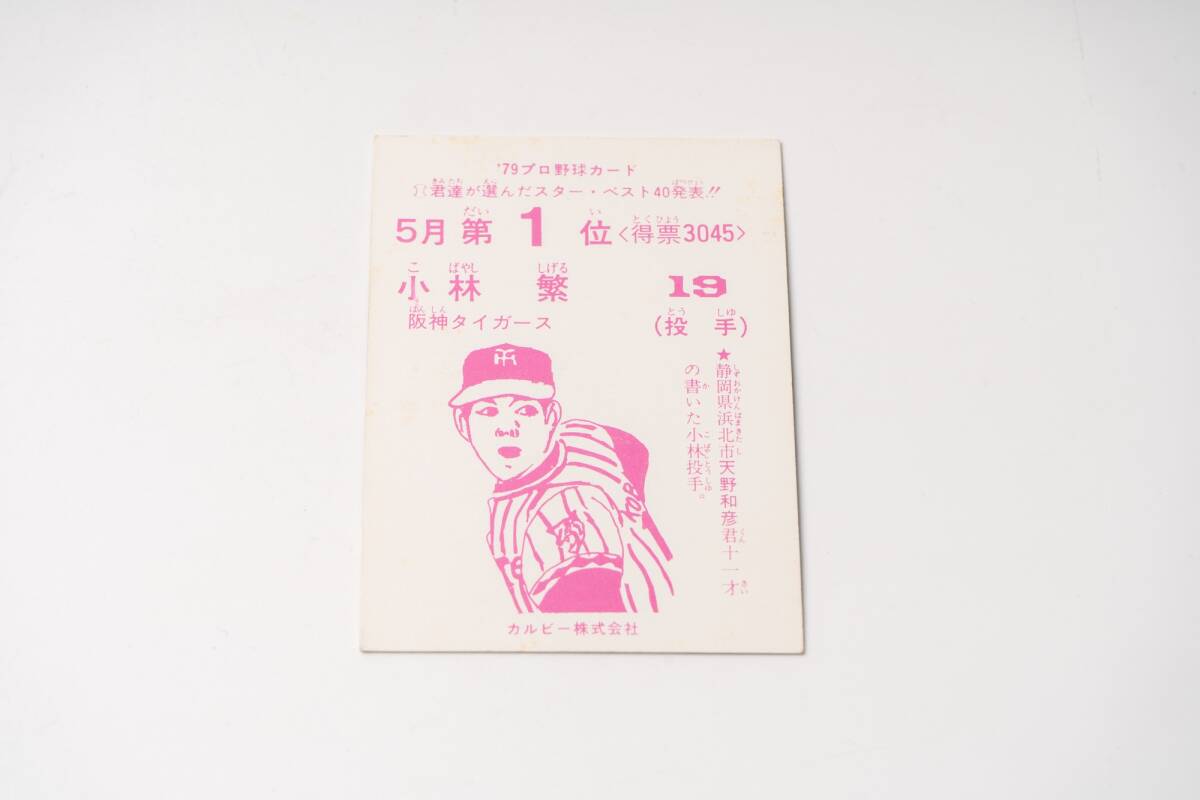 '79プロ野球カード
君達が選んだスター・ベスト40発表!!
5月第1位<得票3045>
小林 繁 19
阪神タイガース (投手)
★静岡県浜北市天野和彦君十一才
の書いた小林投手。
カルビー株式会社